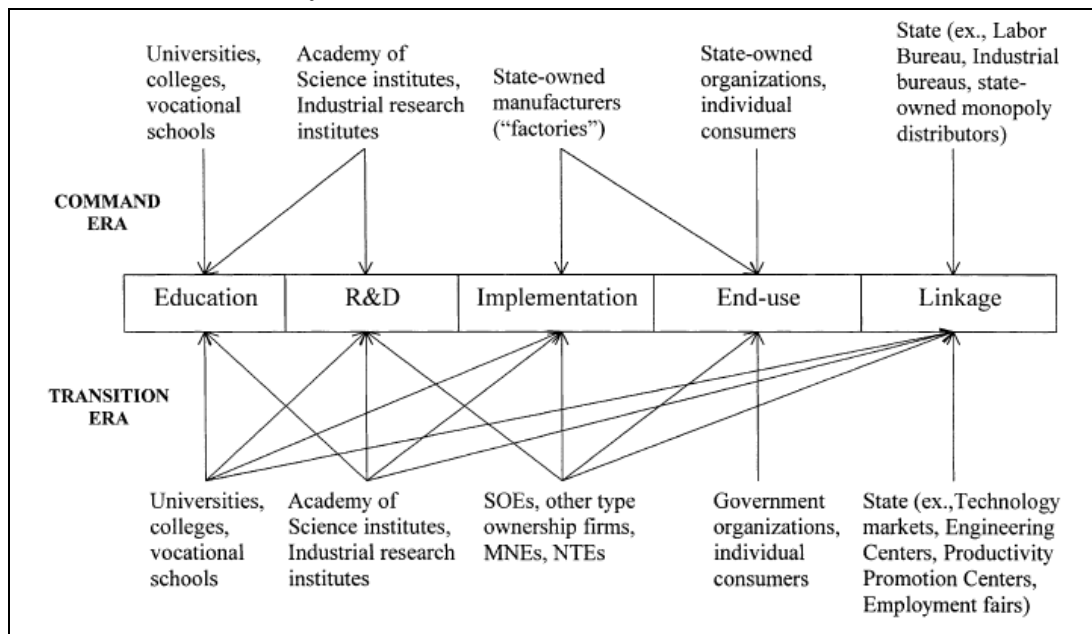 Universities,
colleges,
vocational
schools
Academy of
Science institutes,
Industrial research
institutes
State-owned
manufacturers
(“factories”)
State-owned
organizations,
individual
consumers
State (ex., Labor
Bureau, Industrial
bureaus, state-
owned monopoly
distributors)
COMMAND
ERA
Education
R&D
Implementation
End-use
Linkage
TRANSITION
ERA
Universities,
colleges,
vocational
schools
Academy of
Science institutes,
Industrial research
institutes
SOEs, other type
ownership firms,
MNEs, NTEs
Government
organizations,
individual
consumers
State (ex.,Technology
markets, Engineering
Centers, Productivity
Promotion Centers,
Employment fairs)